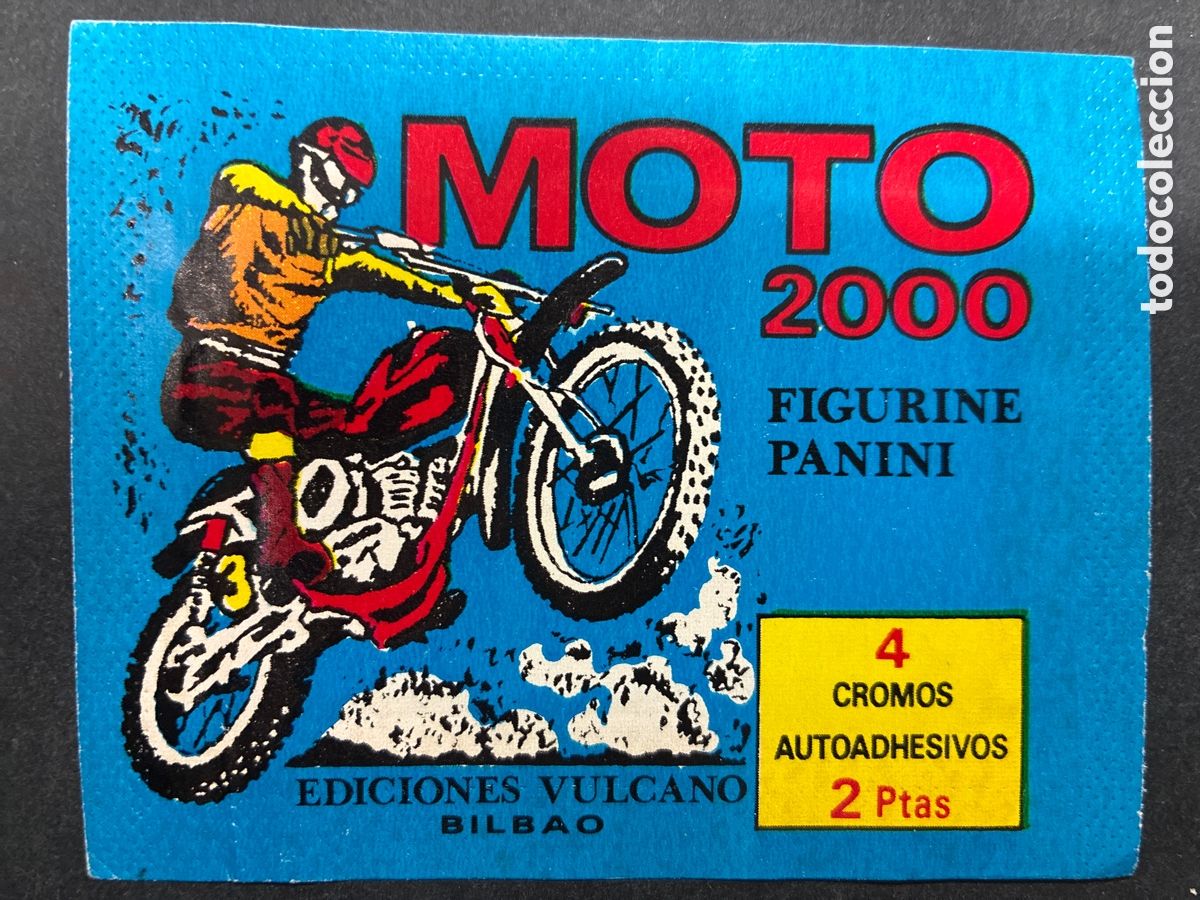 MOTO
2000
FIGURINE
PANINI
3
4
CROMOS
AUTOADHESIVOS
2 Ptas
EDICIONES VULCANO
BILBAO
todocoleccion